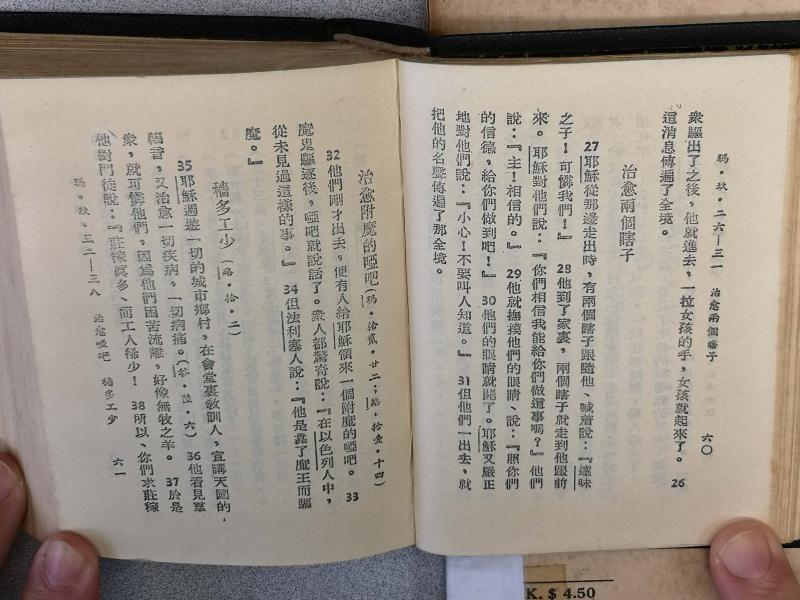 瑪·玖·二六—三一　治愈兩個瞎子　六〇
衆驅出了之後，他就進去，一拉女孩的手，女孩就起來了。26
這消息傳遍了全境。
治愈兩個瞎子
27耶穌從那邊走出時，有兩個瞎子跟隨他、喊着說：『達味
之子！可憐我們！』28他到了家裏，兩個瞎子就走到他跟前
來。耶穌對他們說：『你們相信我能給你們做這事嗎？』他們
說：『主！相信的。』29他就撫摸他們的眼睛、說：『照你們
的信德，給你們做到吧！』30他們的眼睛就開了。耶穌又嚴正
地對他們說：『小心！不要叫人知道。』31但他們一出去，就
把他的名聲傳遍了那全境。
治愈附魔的啞吧（瑪·拾貳·廿二；路·拾壹·十四）
32他們剛才出去，便有人給耶穌領來一個附魔的啞吧。33
魔鬼驅逐後，啞吧就說話了。衆人都驚奇說：『在以色列人中，
從未見過這樣的事。』34但法利塞人說：『他是靠了魔王而驅
魔。』
穡多工少（路·拾·二）
35耶穌週遊一切的城市鄉村，在會堂裏敎訓人，宣講天國的
福音，又治愈一切疾病，一切病痛。36他看見羣
衆，就可憐他們，因爲他們困苦流離，好像無牧之羊。37於是
他對門徒說：『莊稼眞多、而工人稀少！38所以，你們求莊稼
瑪·玖·三二—三八　治愈啞吧　穡多工少　六一
K. $ 4.50